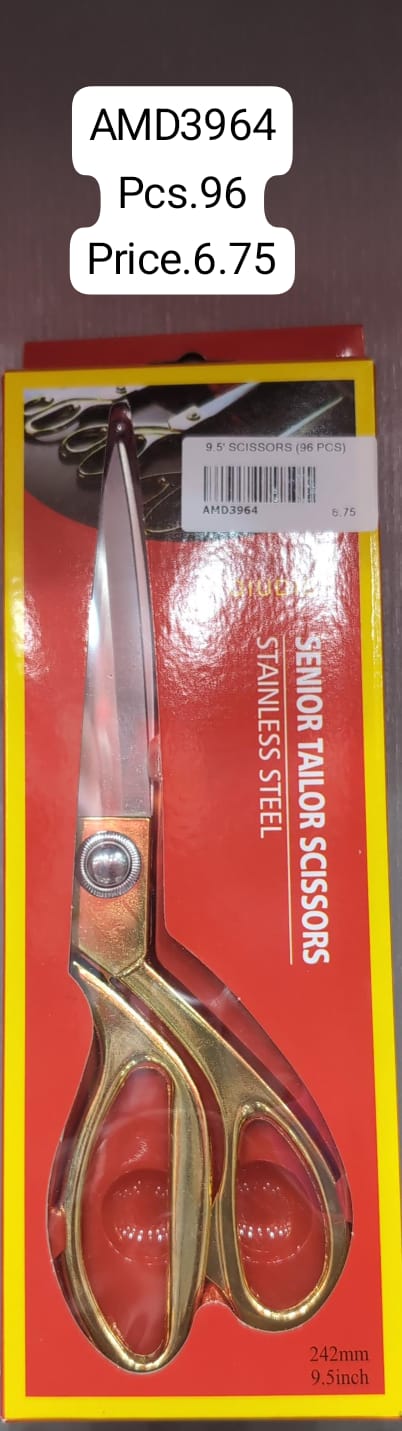 AMD3964
Pcs.96
Price.6.75
9.5' SCISSORS (96 PCS)
AMD3964 6.75
SENIOR TAILOR SCISSORS
STAINLESS STEEL
242mm
9.5inch